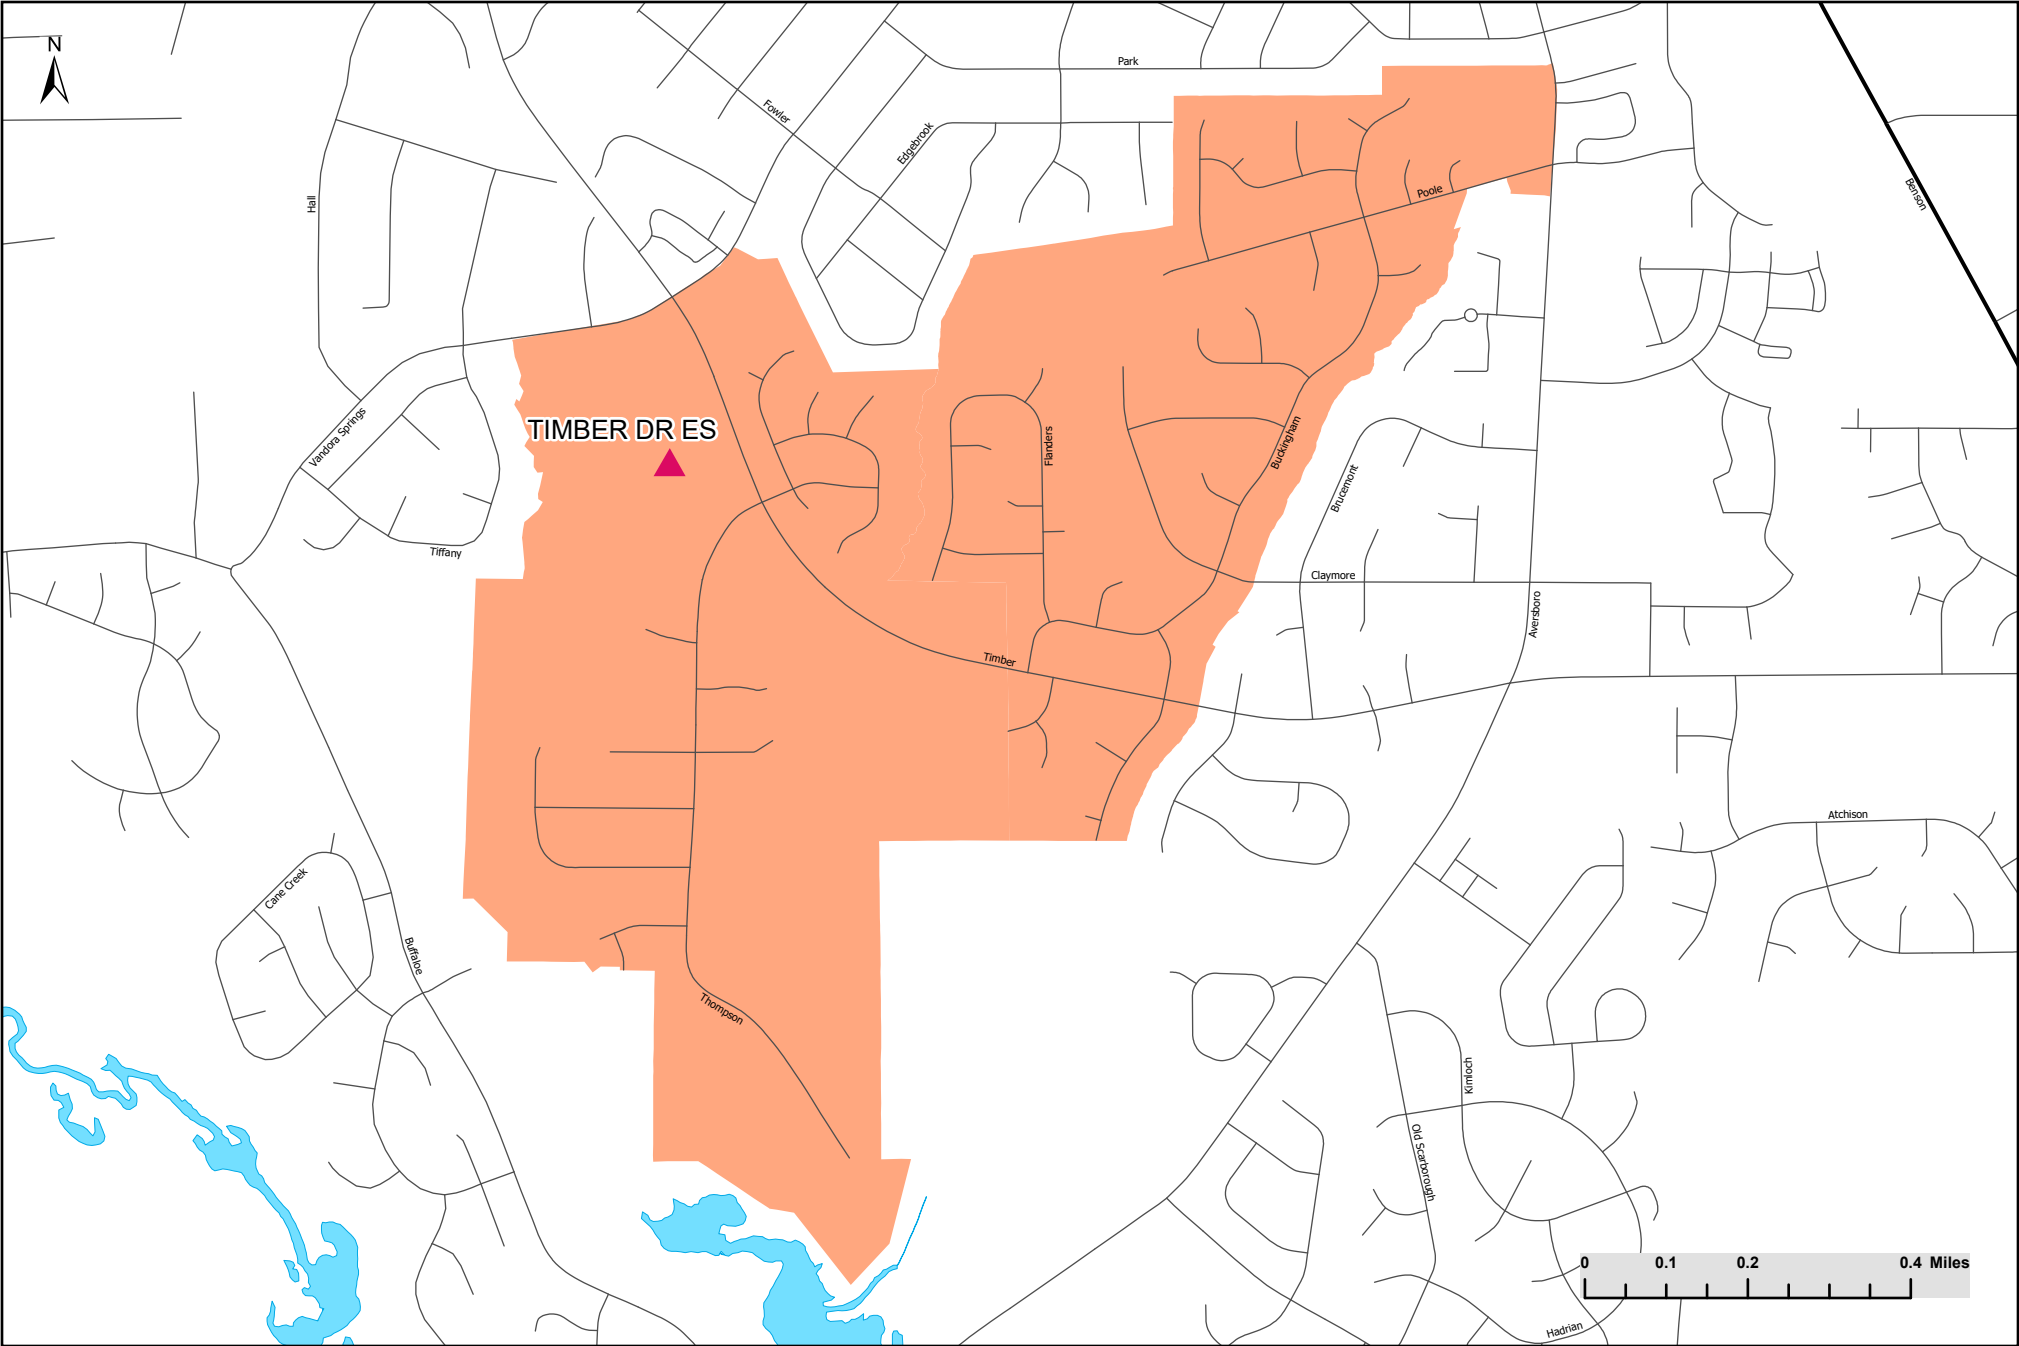 N
Park
Fowler
Edgebrook
Hall
Poole
Benson
Vandora Springs
TIMBER DR ES
Flanders
Buckingham
Brucemont
Tiffany
Claymore
Aversboro
Timber
Atchison
Cane Creek
Buffaloe
Thompson
Kimloch
Old Scarborough
0 0.1 0.2 0.4 Miles
Hadrian